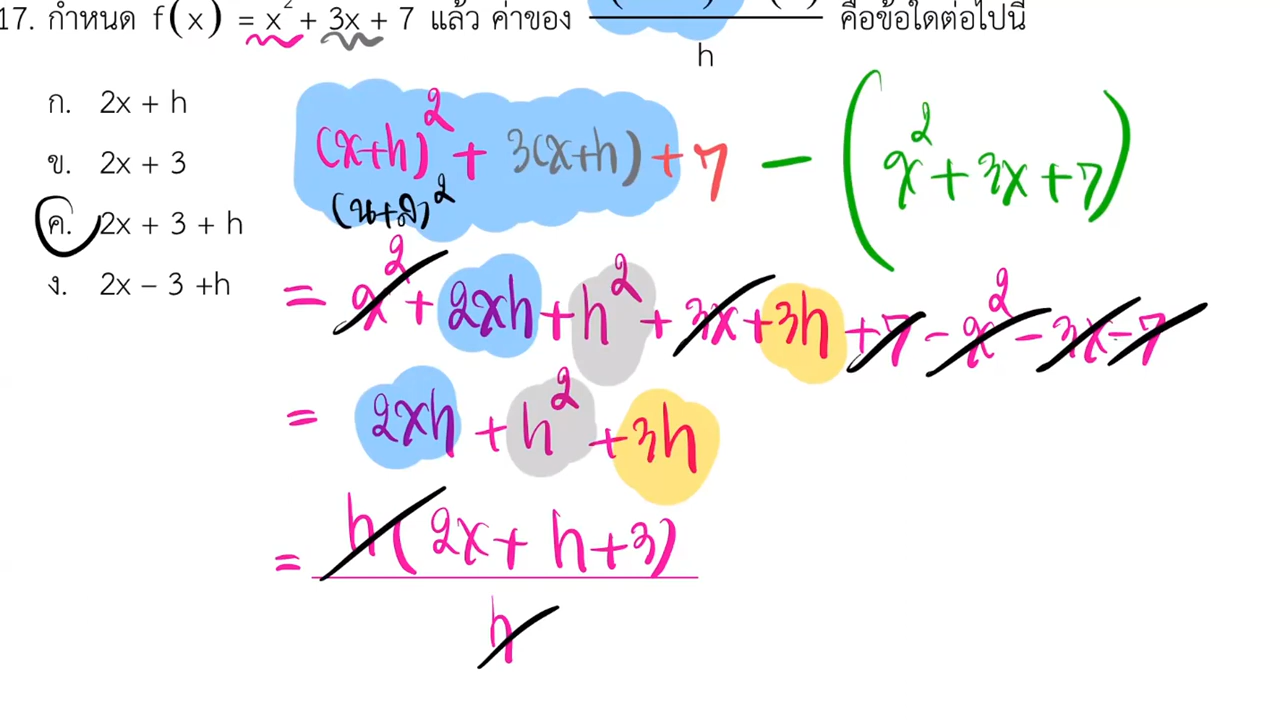 17. กำหนด f(x) = x² + 3x + 7 แล้ว ค่าของ คือข้อใดต่อไปนี้
h
ก. 2x + h
ข. 2x + 3
ค. 2x + 3 + h
ง. 2x – 3 +h
(x+h)² + 3(x+h) + 7 – (x² + 3x + 7)
(น+ล)²
= x² + 2xh + h² + 3x + 3h + 7 - x² - 3x - 7
= 2xh + h² + 3h
= h(2x + h + 3)
h